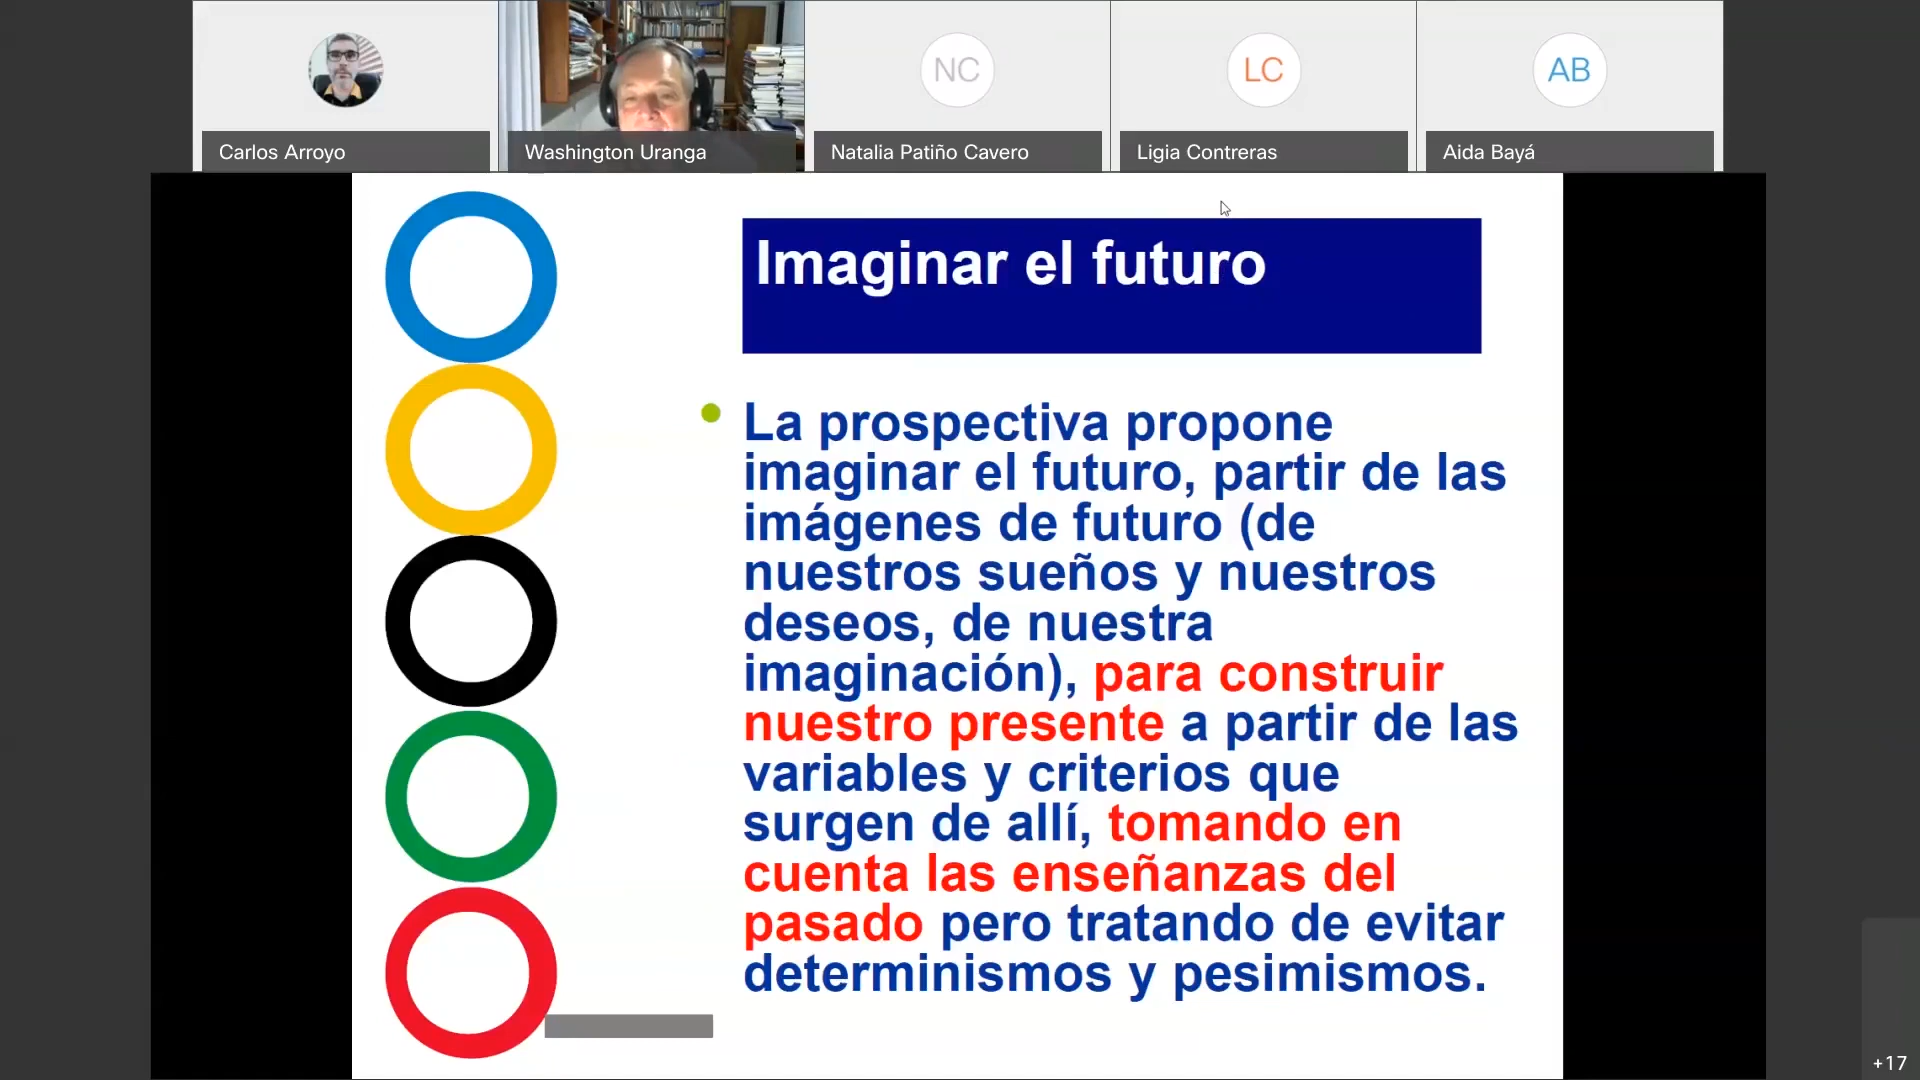 Carlos Arroyo
Washington Uranga
NC
Natalia Patiño Cavero
LC
Ligia Contreras
AB
Aida Bayá
Imaginar el futuro
La prospectiva propone
imaginar el futuro, partir de las
imágenes de futuro (de
nuestros sueños y nuestros
deseos, de nuestra
imaginación), para construir
nuestro presente a partir de las
variables y criterios que
surgen de allí, tomando en
cuenta las enseñanzas del
pasado pero tratando de evitar
determinismos y pesimismos.
+17